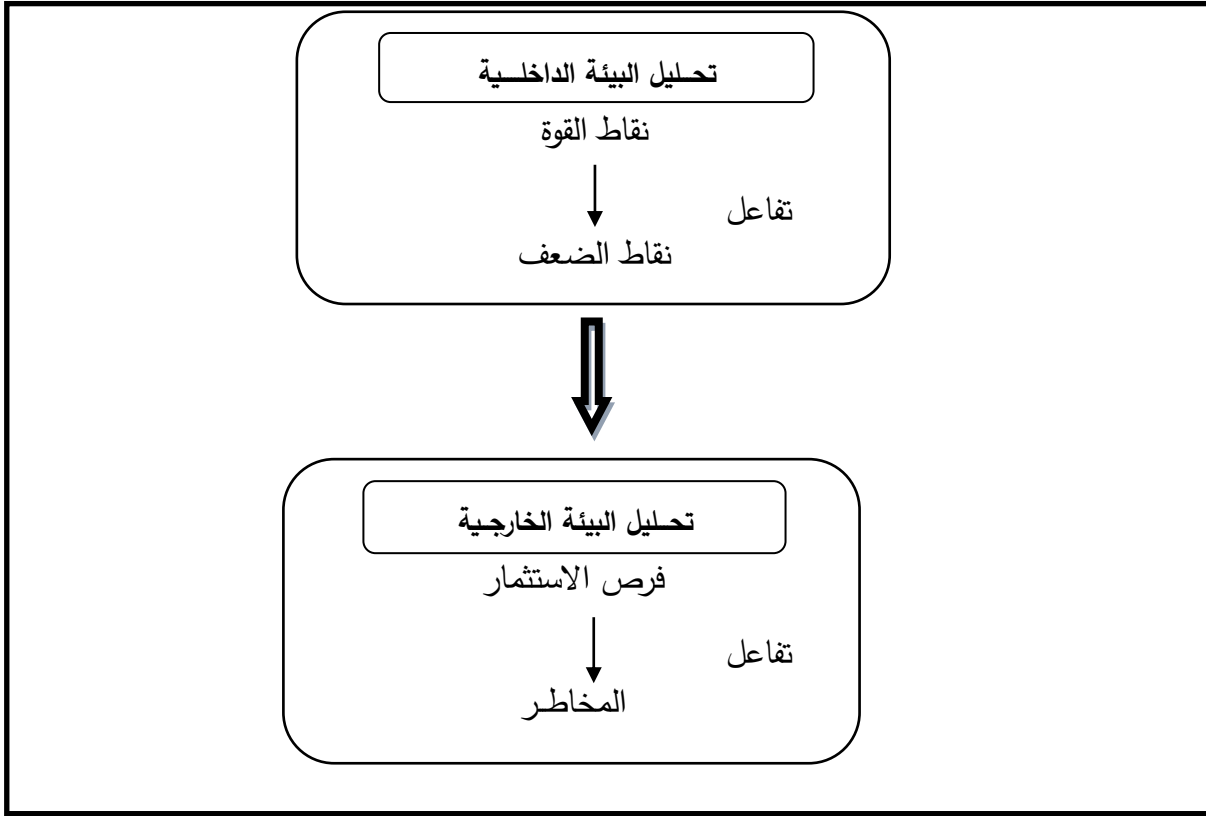 تحليل البيئة الداخلية
نقاط القوة
تفاعل
نقاط الضعف
تحليل البيئة الخارجية
فرص الاستثمار
تفاعل
المخاطر